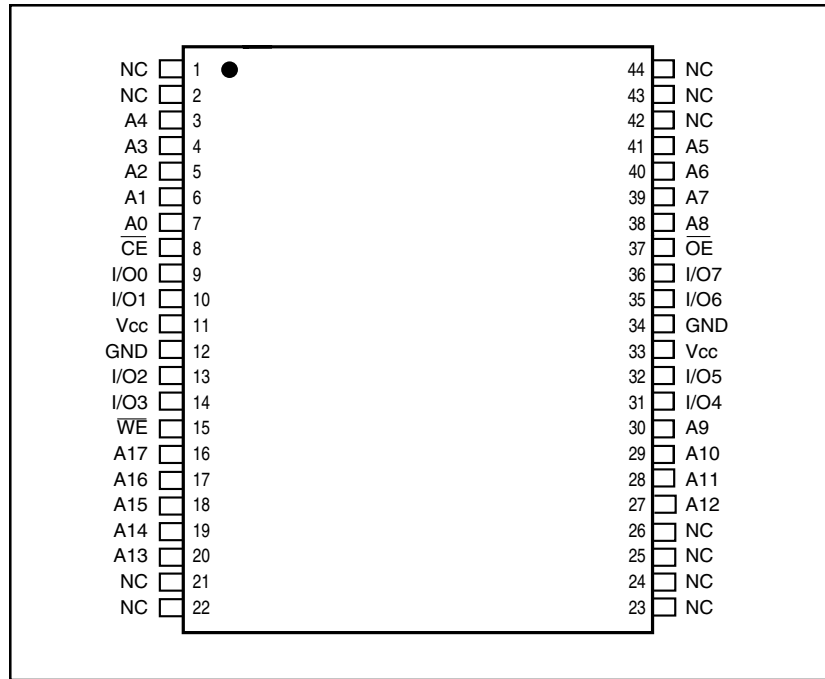 NC 1 44 NC
NC 2 43 NC
A4 3 42 NC
A3 4 41 A5
A2 5 40 A6
A1 6 39 A7
A0 7 38 A8
C̅E̅ 8 37 O̅E̅
I/O0 9 36 I/O7
I/O1 10 35 I/O6
Vcc 11 34 GND
GND 12 33 Vcc
I/O2 13 32 I/O5
I/O3 14 31 I/O4
W̅E̅ 15 30 A9
A17 16 29 A10
A16 17 28 A11
A15 18 27 A12
A14 19 26 NC
A13 20 25 NC
NC 21 24 NC
NC 22 23 NC